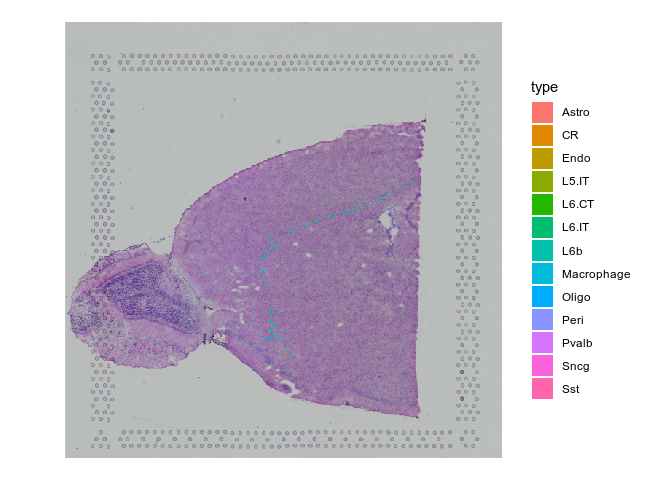 type
Astro
CR
Endo
L5.IT
L6.CT
L6.IT
L6b
Macrophage
Oligo
Peri
Pvalb
Sncg
Sst